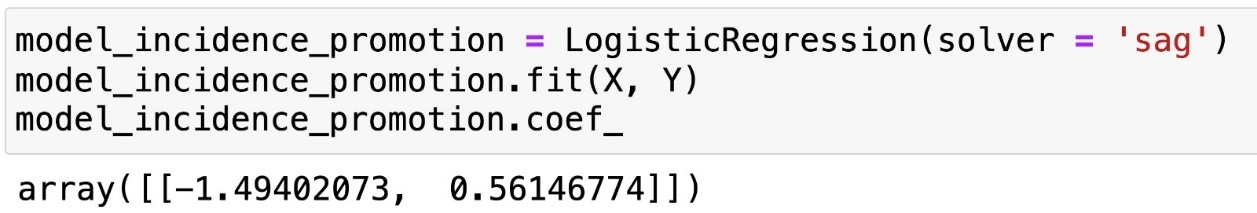 model_incidence_promotion = LogisticRegression(solver = 'sag')
model_incidence_promotion.fit(X, Y)
model_incidence_promotion.coef_
array([[-1.49402073,  0.56146774]])